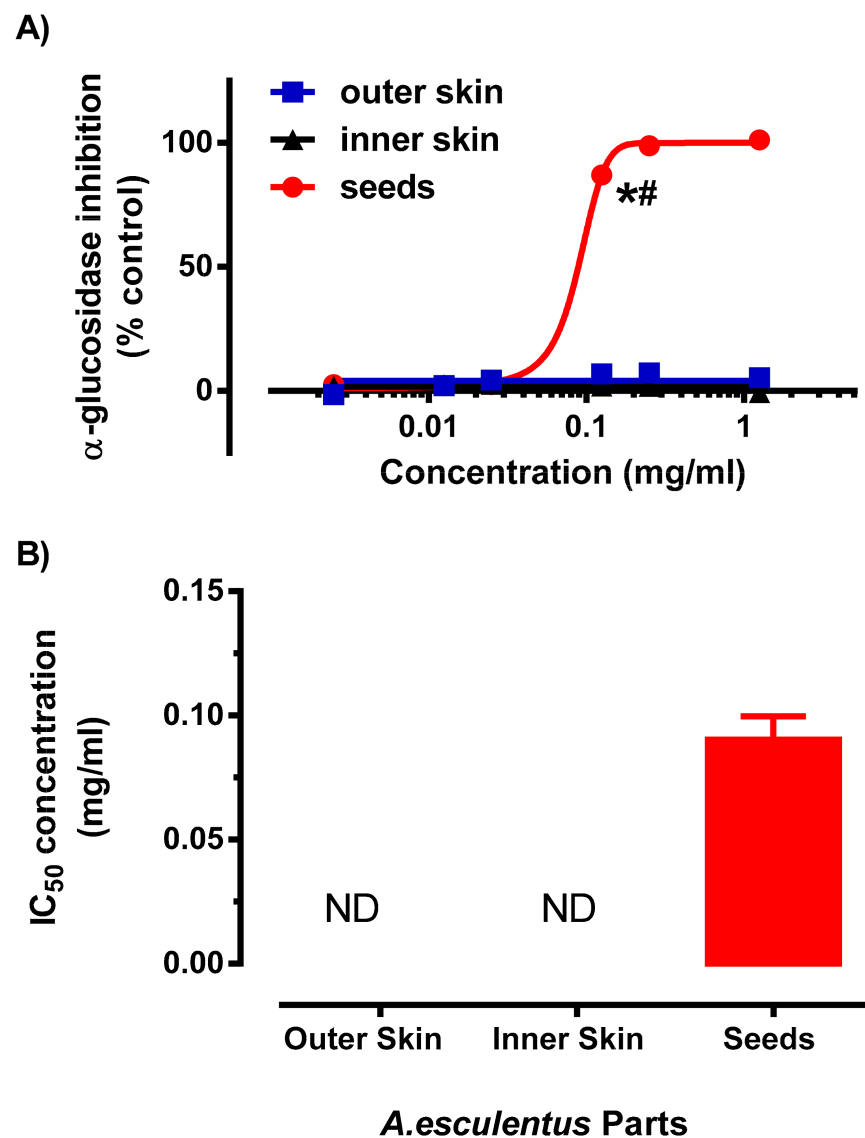 A)
α-glucosidase inhibition
(% control)
outer skin
inner skin
seeds
100
50
0
*#
0.01
0.1
1
Concentration (mg/ml)
B)
IC50 concentration
(mg/ml)
0.15
0.10
0.05
0.00
ND
ND
Outer Skin
Inner Skin
Seeds
A.esculentus Parts